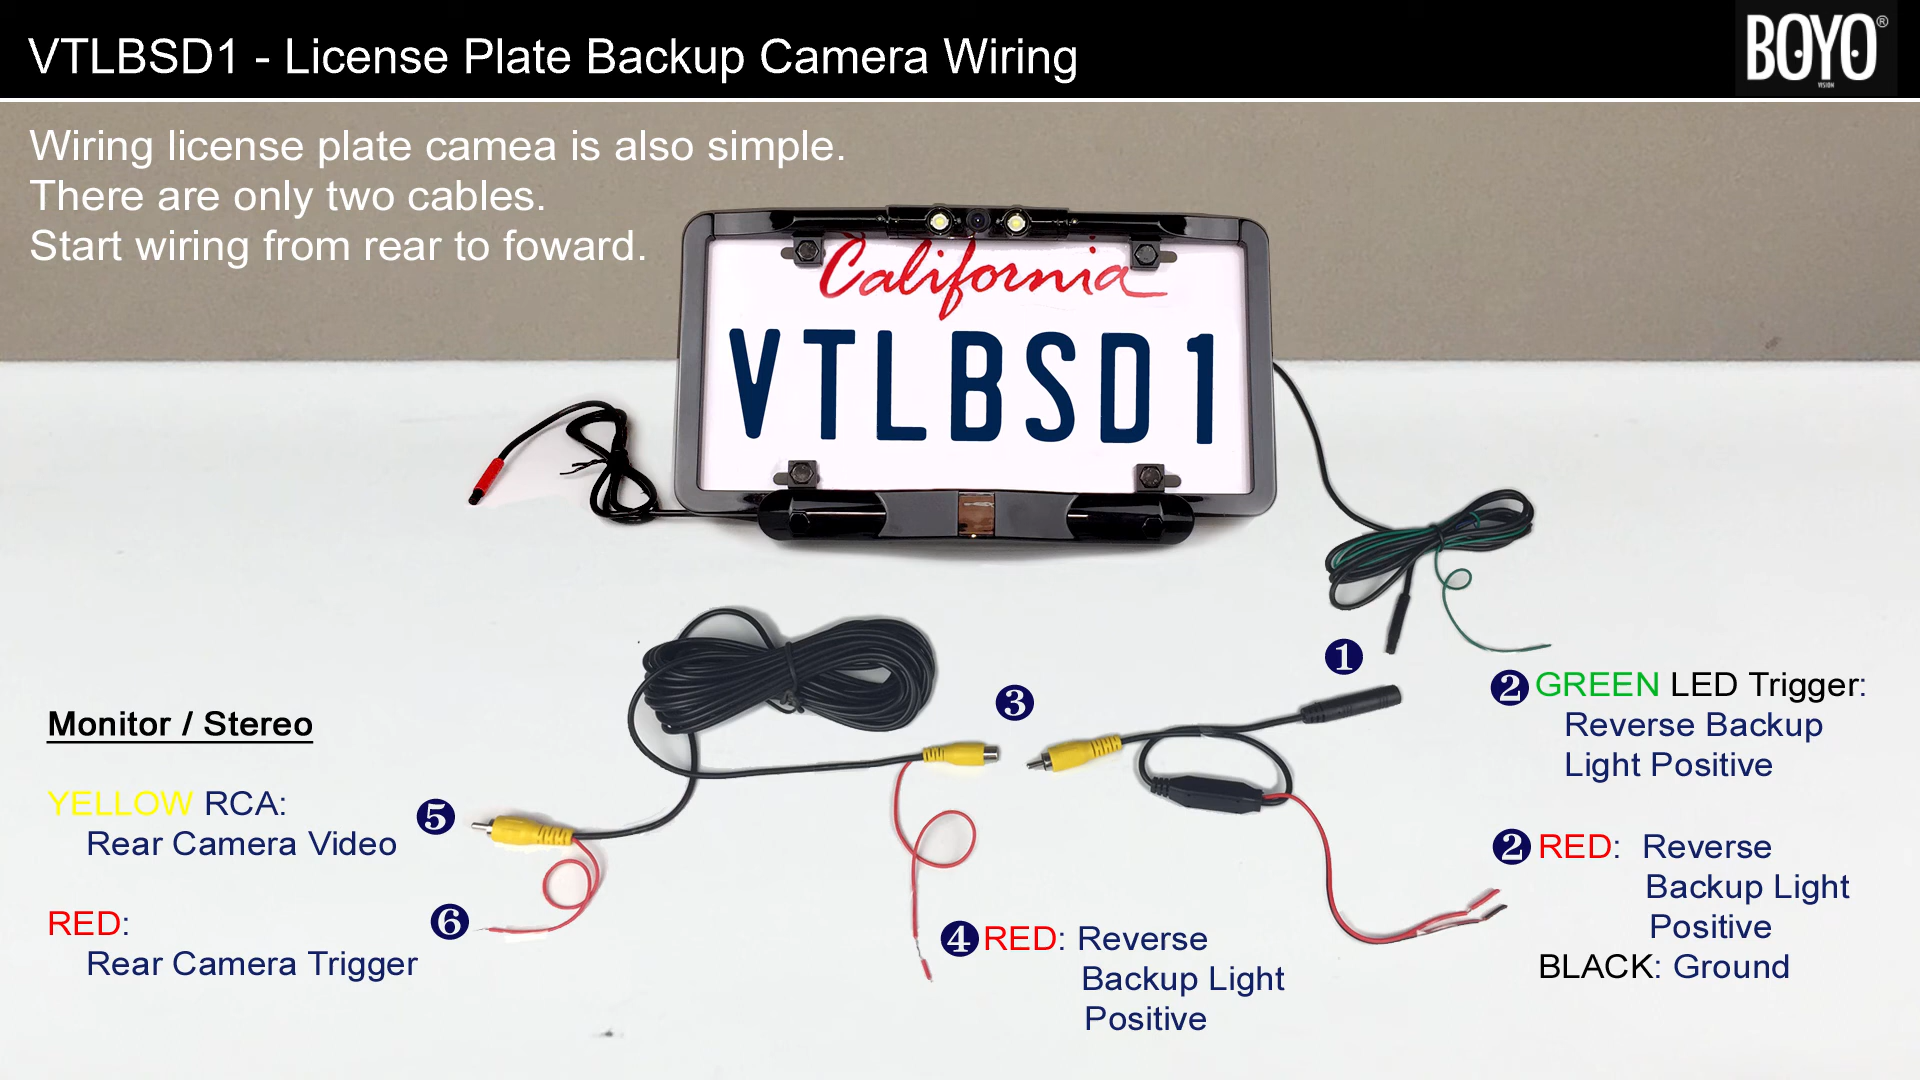 VTLBSD1 - License Plate Backup Camera Wiring
BOYO®
VISION
Wiring license plate camea is also simple.
There are only two cables.
Start wiring from rear to foward.
California
VTLBSD1
1
2 GREEN LED Trigger:
Reverse Backup
Light Positive
3
Monitor / Stereo
YELLOW RCA:
Rear Camera Video
5
RED:
Rear Camera Trigger
6
4 RED: Reverse
Backup Light
Positive
2 RED: Reverse
Backup Light
Positive
BLACK: Ground